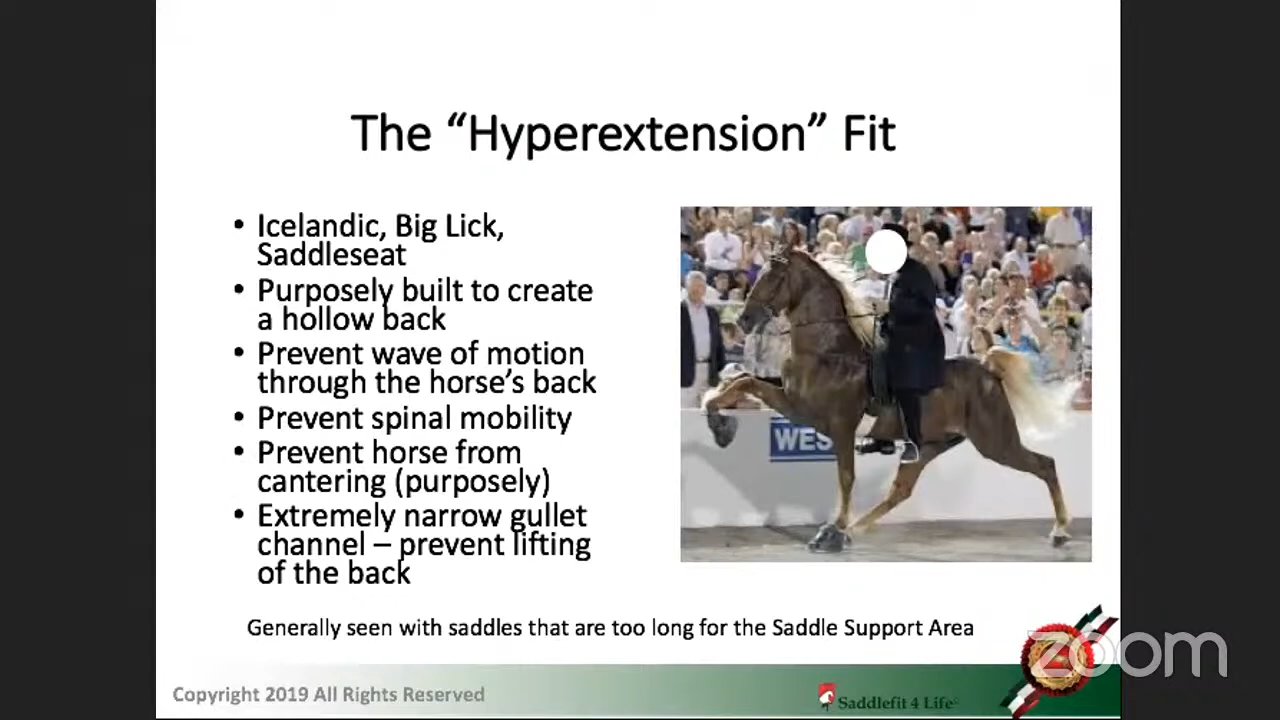 The “Hyperextension” Fit
• Icelandic, Big Lick,
Saddleseat
• Purposely built to create
a hollow back
• Prevent wave of motion
through the horse’s back
• Prevent spinal mobility
• Prevent horse from
cantering (purposely)
• Extremely narrow gullet
channel – prevent lifting
of the back
WES
Generally seen with saddles that are too long for the Saddle Support Area
zoom
Copyright 2019 All Rights Reserved
Saddlefit 4 Life